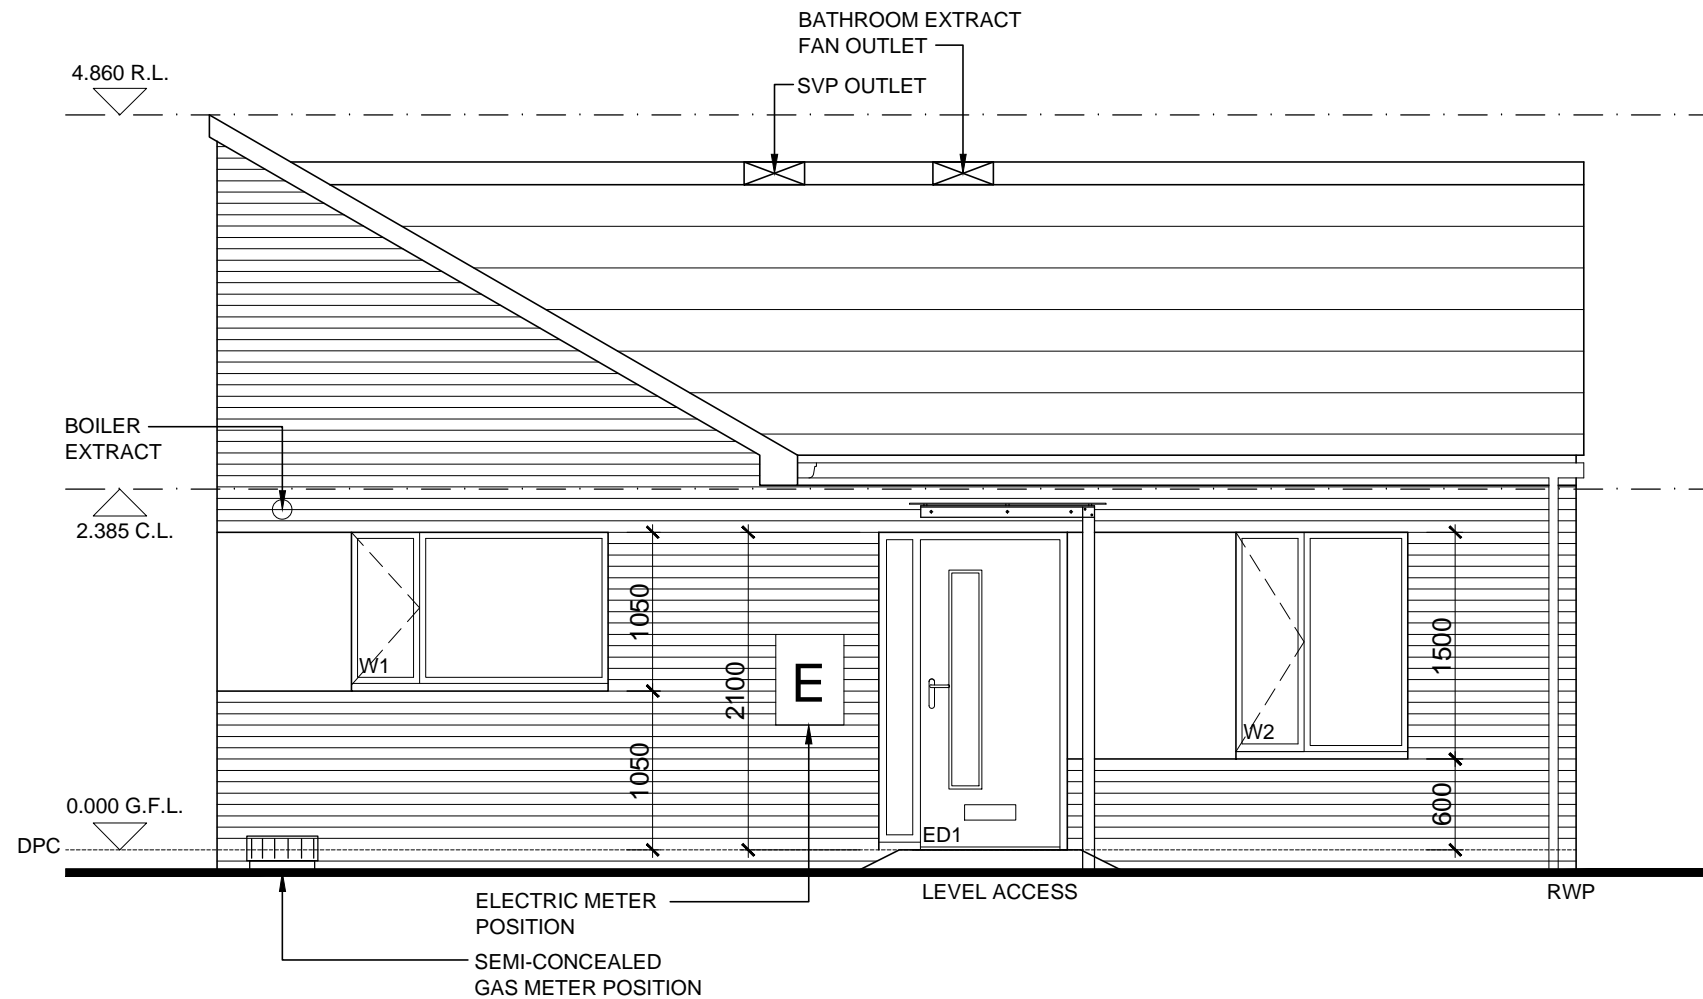 BATHROOM EXTRACT
FAN OUTLET
4.860 R.L.
SVP OUTLET
BOILER
EXTRACT
2.385 C.L.
1050
1500
W1
2100
E
W2
1050
600
0.000 G.F.L.
ED1
DPC
LEVEL ACCESS
RWP
ELECTRIC METER
POSITION
SEMI-CONCEALED
GAS METER POSITION